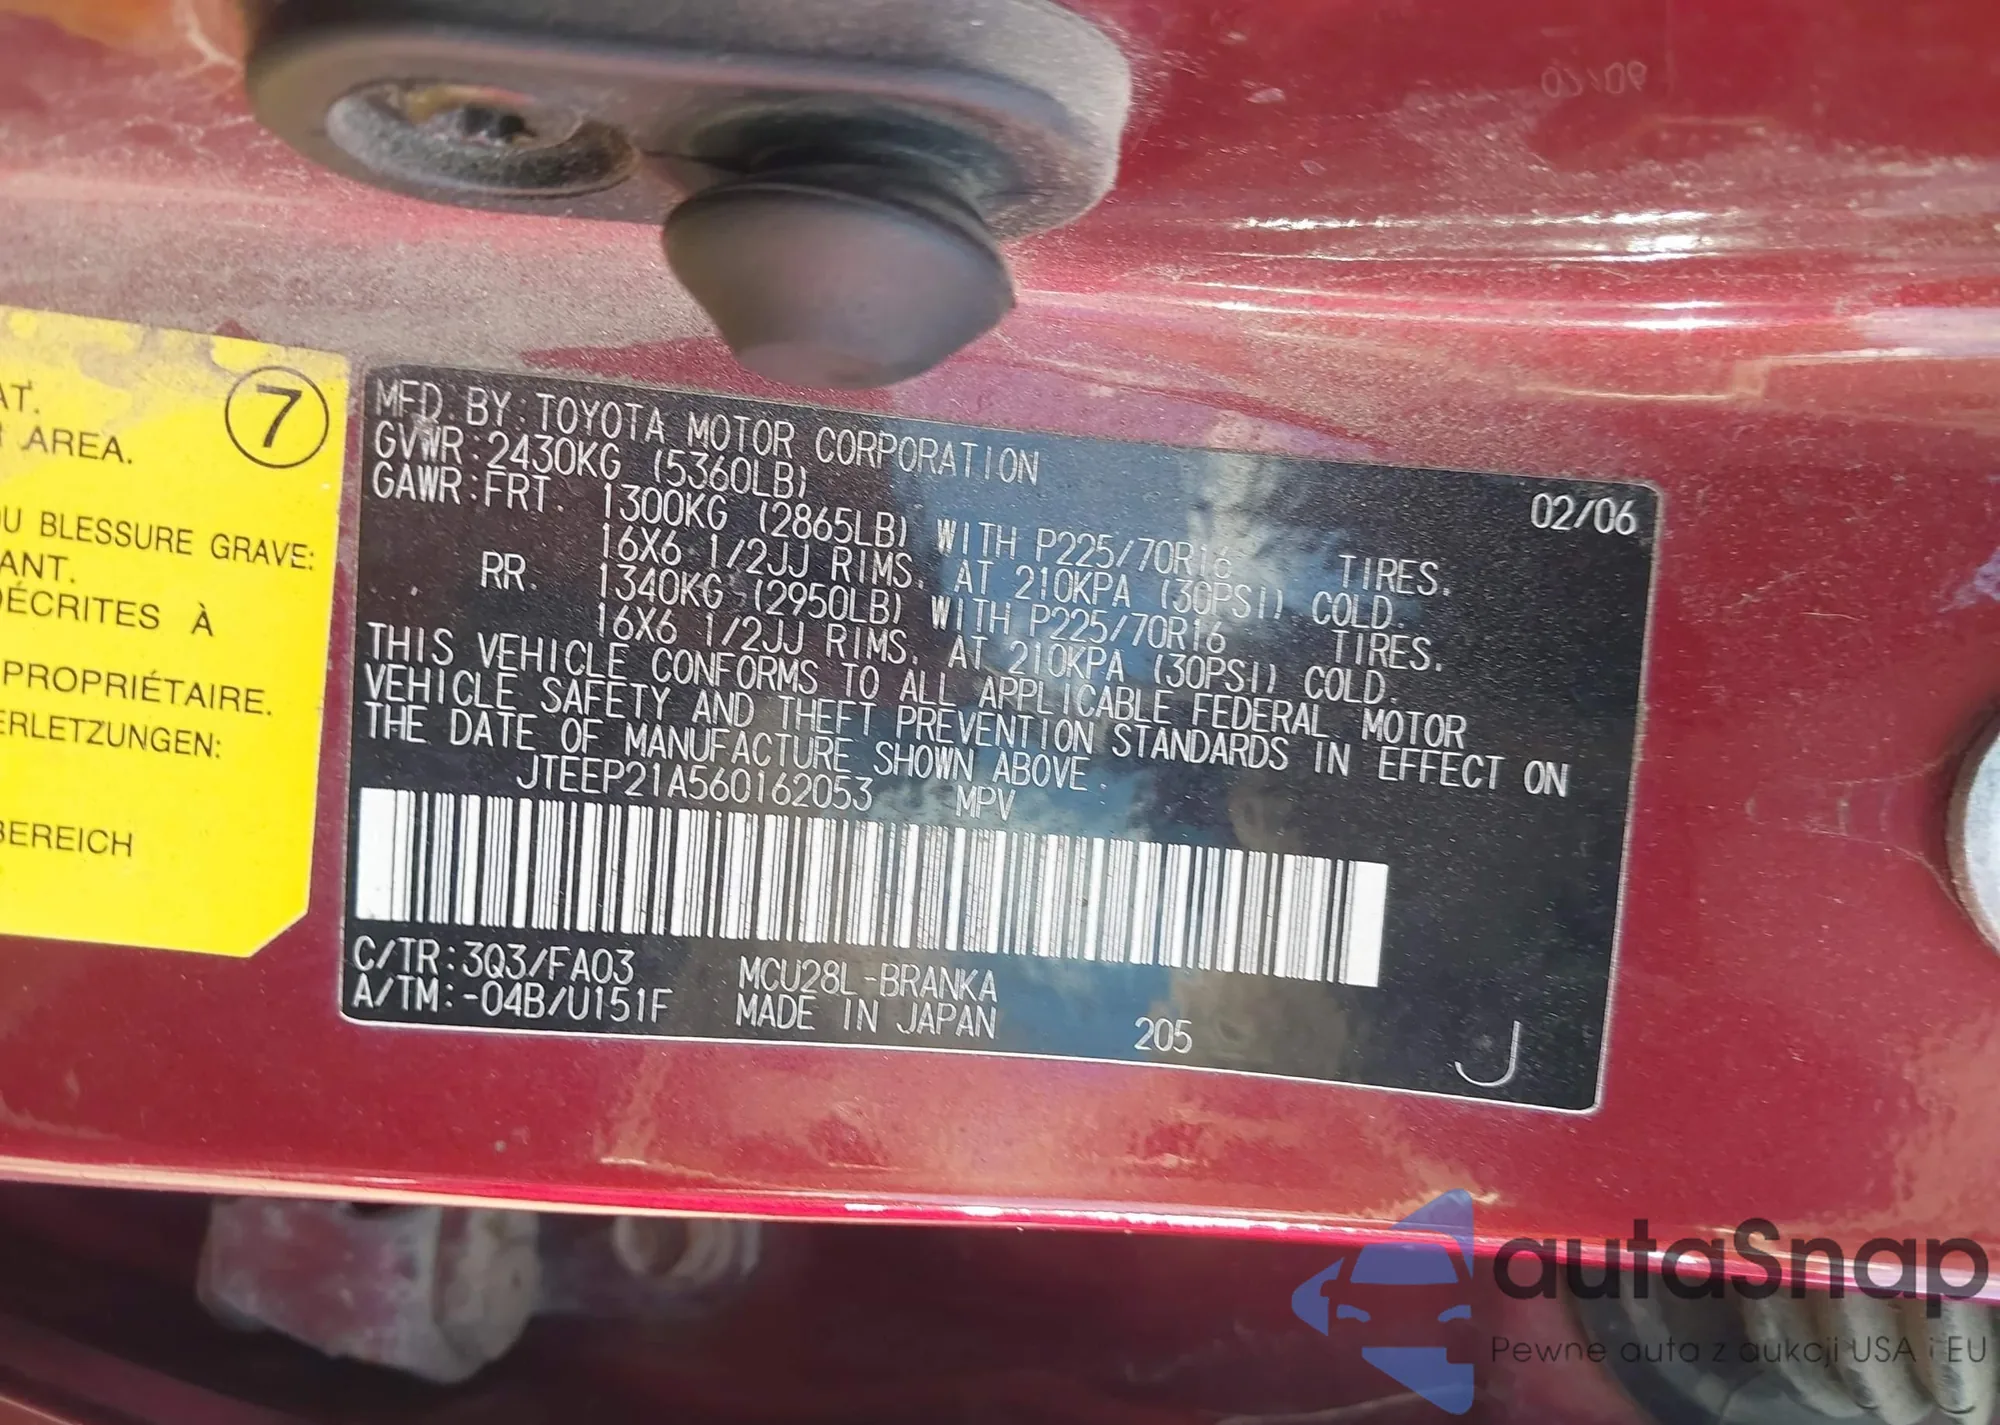 02/06
AT.
AREA.
7
OU BLESSURE GRAVE:
ANT.
DÉCRITES À
PROPRIÉTAIRE.
ERLETZUNGEN:
BEREICH
MFD. BY: TOYOTA MOTOR CORPORATION
02/06
GVWR: 2430KG (5360LB)
GAWR: FRT. 1300KG (2865LB) WITH P225/70R16 TIRES.
16X6 1/2JJ RIMS. AT 210KPA (30PSI) COLD.
RR. 1340KG (2950LB) WITH P225/70R16 TIRES.
16X6 1/2JJ RIMS. AT 210KPA (30PSI) COLD.
THIS VEHICLE CONFORMS TO ALL APPLICABLE FEDERAL MOTOR
VEHICLE SAFETY AND THEFT PREVENTION STANDARDS IN EFFECT ON
THE DATE OF MANUFACTURE SHOWN ABOVE.
JTEEP21A560162053 MPV
C/TR: 3Q3/FA03 MCU28L-BRANKA
A/TM: -04B/U151F MADE IN JAPAN 205 J
autaSnap
Pewne auta z aukcji USA i EU